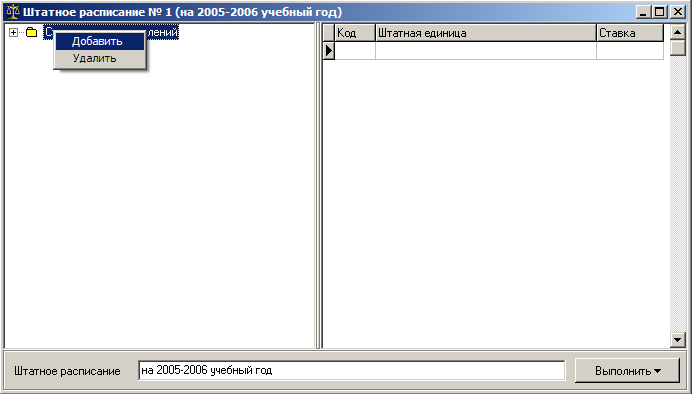 Штатное расписание № 1 (на 2005-2006 учебный год)
Код Штатная единица Ставка
Добавить
Удалить
Штатное расписание на 2005-2006 учебный год Выполнить